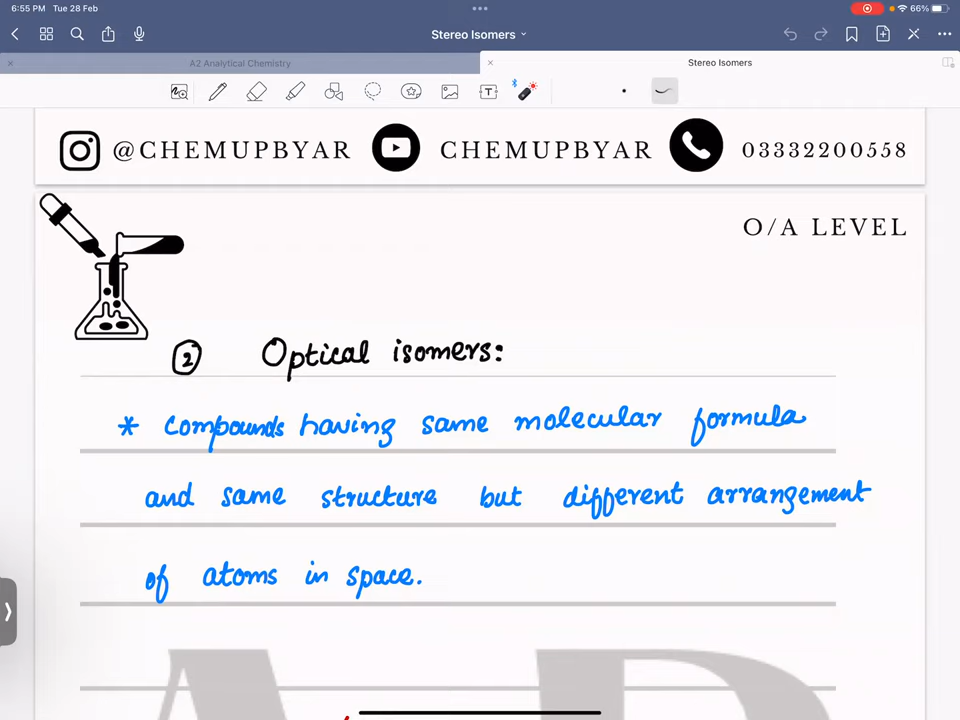 6:55 PM Tue 28 Feb
66%
Stereo Isomers
A2 Analytical Chemistry
Stereo Isomers
T
@CHEMUPBYAR CHEMUPBYAR 03332200558
O/A LEVEL
2 Optical isomers:
* compounds having same molecular formula
and same structure but different arrangement
of atoms in space.